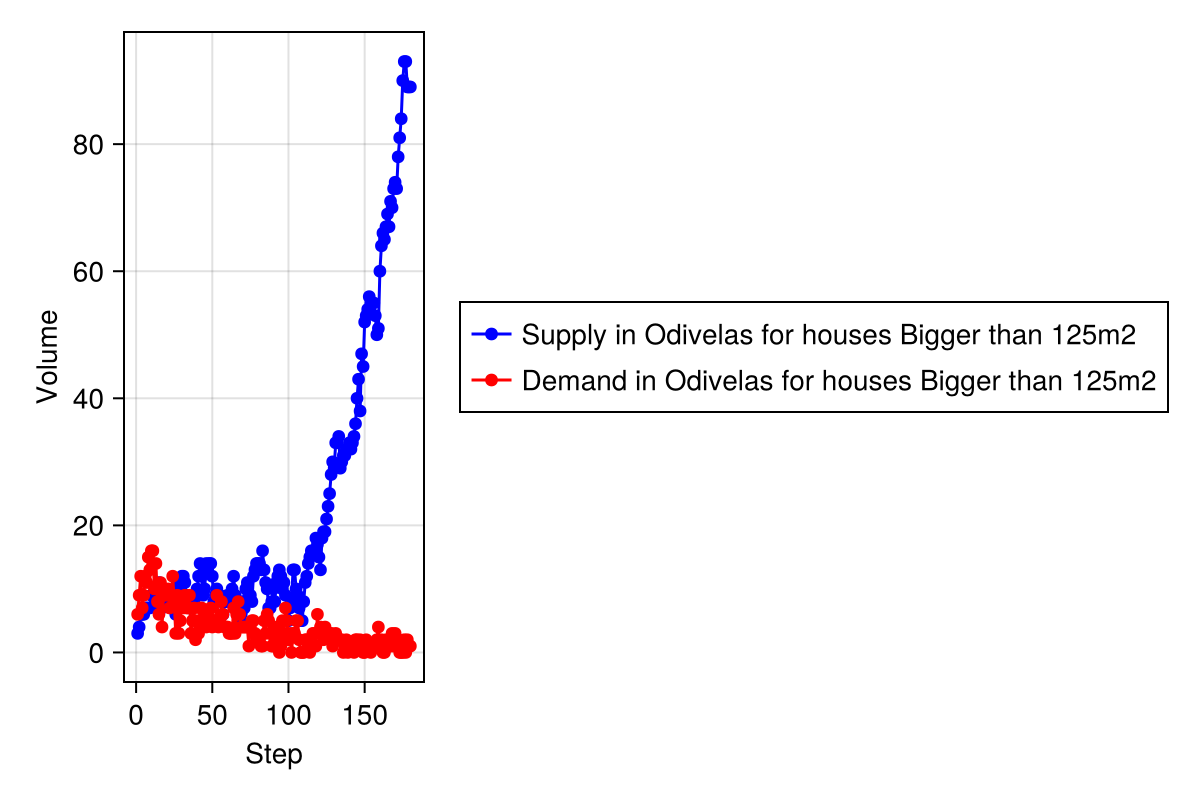 Volume
80
60
40
20
0
0 50 100 150
Step
Supply in Odivelas for houses Bigger than 125m2
Demand in Odivelas for houses Bigger than 125m2